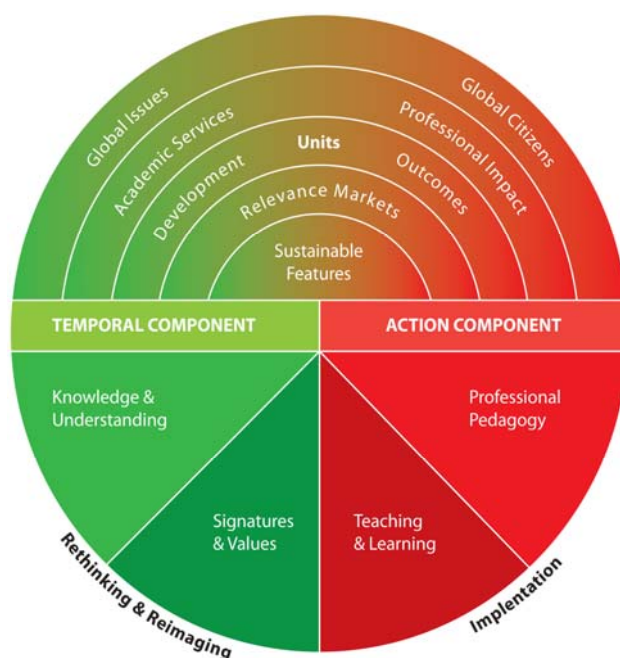 Global Issues
Global Citizens
Academic Services
Professional Impact
Units
Development
Outcomes
Relevance Markets
Sustainable
Features
TEMPORAL COMPONENT
ACTION COMPONENT
Knowledge &
Understanding
Professional
Pedagogy
Signatures
& Values
Teaching
& Learning
Rethinking & Reimaging
Implentation